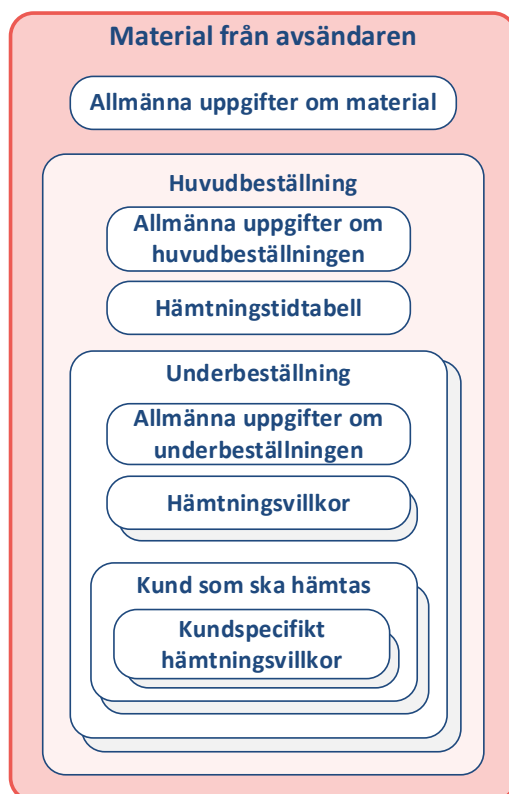 Material från avsändaren
Allmänna uppgifter om material
Huvudbeställning
Allmänna uppgifter om
huvudbeställningen
Hämtningstidtabell
Underbeställning
Allmänna uppgifter om
underbeställningen
Hämtningsvillkor
Kund som ska hämtas
Kundspecifikt
hämtningsvillkor